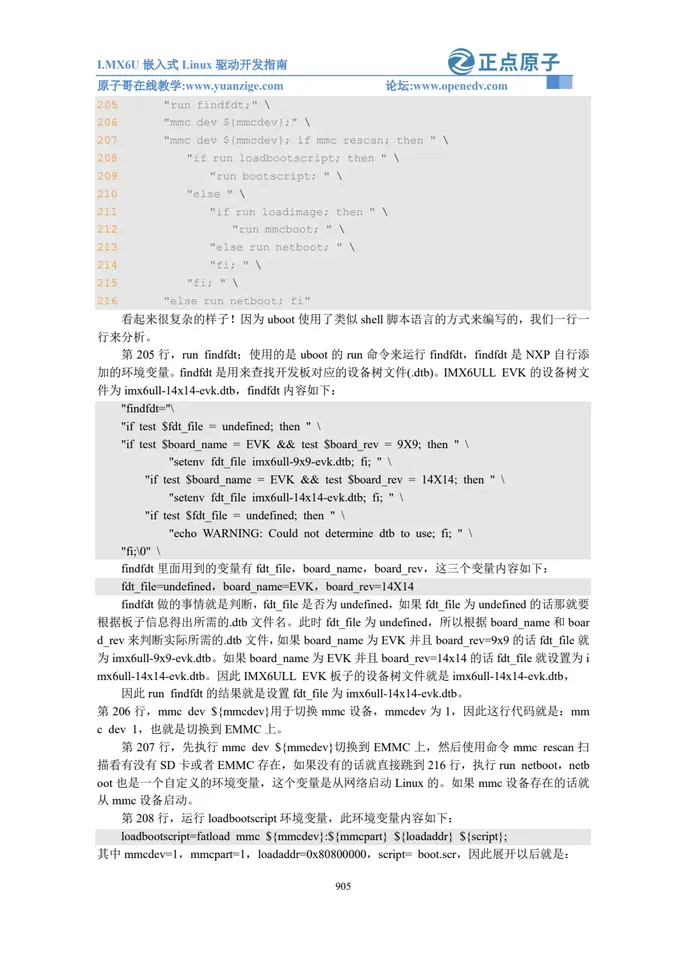 I.MX6U 嵌入式 Linux 驱动开发指南
正点原子
原子哥在线教学:www.yuanzige.com 论坛:www.openedv.com
205 "run findfdt;" \
206 "mmc dev ${mmcdev};" \
207 "mmc dev ${mmcdev}; if mmc rescan; then " \
208 "if run loadbootscript; then " \
209 "run bootscript; " \
210 "else " \
211 "if run loadimage; then " \
212 "run mmcboot; " \
213 "else run netboot; " \
214 "fi; " \
215 "fi; " \
216 "else run netboot; fi"
看起来很复杂的样子！因为 uboot 使用了类似 shell 脚本语言的方式来编写的，我们一行一
行来分析。
第 205 行，run findfdt；使用的是 uboot 的 run 命令来运行 findfdt，findfdt 是 NXP 自行添
加的环境变量。findfdt 是用来查找开发板对应的设备树文件(.dtb)。IMX6ULL EVK 的设备树文
件为 imx6ull-14x14-evk.dtb，findfdt 内容如下：
"findfdt="\
"if test $fdt_file = undefined; then " \
"if test $board_name = EVK && test $board_rev = 9X9; then " \
"setenv fdt_file imx6ull-9x9-evk.dtb; fi; " \
"if test $board_name = EVK && test $board_rev = 14X14; then " \
"setenv fdt_file imx6ull-14x14-evk.dtb; fi; " \
"if test $fdt_file = undefined; then " \
"echo WARNING: Could not determine dtb to use; fi; " \
"fi;\0" \
findfdt 里面用到的变量有 fdt_file，board_name，board_rev，这三个变量内容如下：
fdt_file=undefined，board_name=EVK，board_rev=14X14
findfdt 做的事情就是判断，fdt_file 是否为 undefined，如果 fdt_file 为 undefined 的话那就要
根据板子信息得出所需的.dtb 文件名。此时 fdt_file 为 undefined，所以根据 board_name 和 boar
d_rev 来判断实际所需的.dtb 文件，如果 board_name 为 EVK 并且 board_rev=9x9 的话 fdt_file 就
为 imx6ull-9x9-evk.dtb。如果 board_name 为 EVK 并且 board_rev=14x14 的话 fdt_file 就设置为 i
mx6ull-14x14-evk.dtb。因此 IMX6ULL EVK 板子的设备树文件就是 imx6ull-14x14-evk.dtb，
因此 run findfdt 的结果就是设置 fdt_file 为 imx6ull-14x14-evk.dtb。
第 206 行，mmc dev ${mmcdev}用于切换 mmc 设备，mmcdev 为 1，因此这行代码就是：mm
c dev 1，也就是切换到 EMMC 上。
第 207 行，先执行 mmc dev ${mmcdev}切换到 EMMC 上，然后使用命令 mmc rescan 扫
描看有没有 SD 卡或者 EMMC 存在，如果没有的话就直接跳到 216 行，执行 run netboot，netb
oot 也是一个自定义的环境变量，这个变量是从网络启动 Linux 的。如果 mmc 设备存在的话就
从 mmc 设备启动。
第 208 行，运行 loadbootscript 环境变量，此环境变量内容如下：
loadbootscript=fatload mmc ${mmcdev}:${mmcpart} ${loadaddr} ${script};
其中 mmcdev=1，mmcpart=1，loadaddr=0x80800000，script= boot.scr，因此展开以后就是：
905